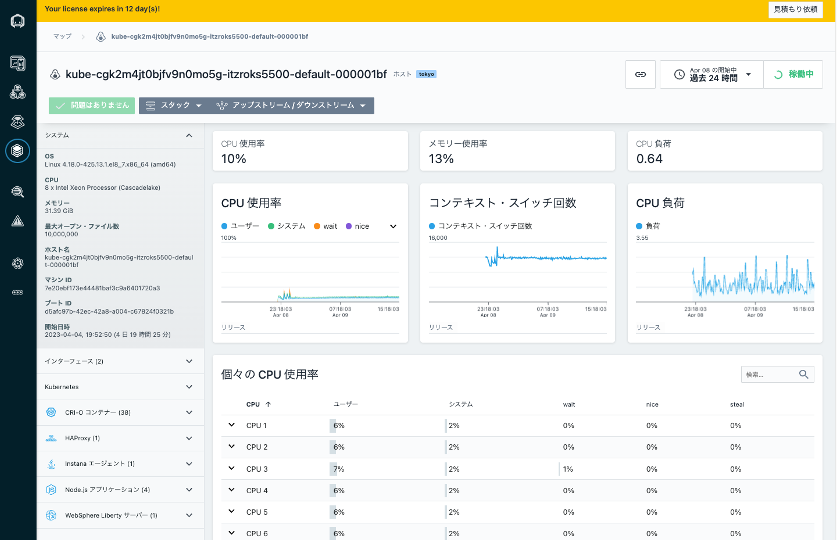 Your license expires in 12 day(s)!
見積もり依頼
マップ
kube-cgk2m4jt0bjfv9n0mo5g-itzroks5500-default-000001bf
kube-cgk2m4jt0bjfv9n0mo5g-itzroks5500-default-000001bf ホスト tokyo
Apr 08 の開始中
過去 24 時間
稼働中
問題はありません
スタック
アップストリーム / ダウンストリーム
システム
OS
Linux 4.18.0-425.13.1.el8_7.x86_64 (amd64)
CPU
8 x Intel Xeon Processor (Cascadelake)
メモリー
31.39 GiB
最大オープン・ファイル数
10,000,000
ホスト名
kube-cgk2m4jt0bjfv9n0mo5g-itzroks5500-defaul
t-000001bf
マシン ID
7e20ebf173e44481baf3c9a6401720a3
ブート ID
d5afc97b-42ec-42a8-a004-c67824f0321b
開始日時
2023-04-04, 19:52:50 (4 日 19 時間 25 分)
インターフェース (2)
Kubernetes
CRI-O コンテナー (38)
HAProxy (1)
Instana エージェント (1)
Node.js アプリケーション (4)
WebSphere Liberty サーバー (1)
CPU 使用率
10%
メモリー使用率
13%
CPU 負荷
0.64
CPU 使用率
ユーザー システム wait nice
100%
23:18:03 07:18:03 15:18:03
Apr 08 Apr 09
リリース
コンテキスト・スイッチ回数
コンテキスト・スイッチ回数
16,000
23:18:03 07:18:03 15:18:03
Apr 08 Apr 09
リリース
CPU 負荷
負荷
3.55
23:18:03 07:18:03 15:18:03
Apr 08 Apr 09
リリース
個々の CPU 使用率
検索...
CPU ユーザー システム wait nice steal
CPU 1 6% 2% 0% 0% 0%
CPU 2 6% 2% 0% 0% 0%
CPU 3 7% 2% 1% 0% 0%
CPU 4 6% 2% 0% 0% 0%
CPU 5 6% 2% 0% 0% 0%
CPU 6 6% 2% 0% 0% 0%